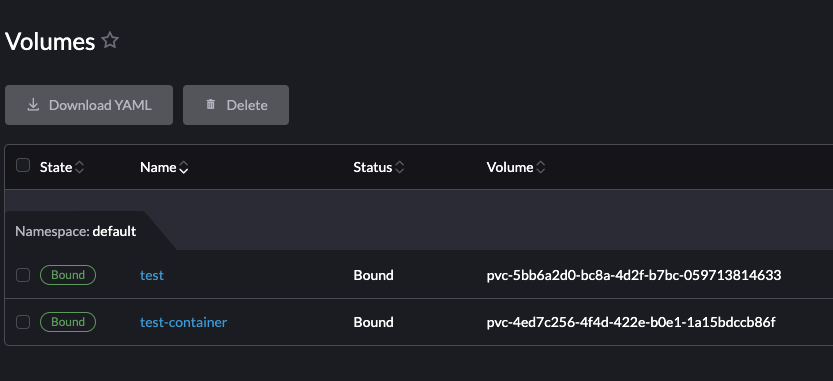 Volumes
Download YAML Delete
State Name Status Volume
Namespace: default
Bound test Bound pvc-5bb6a2d0-bc8a-4d2f-b7bc-059713814633
Bound test-container Bound pvc-4ed7c256-4f4d-422e-b0e1-1a15bdccb86f